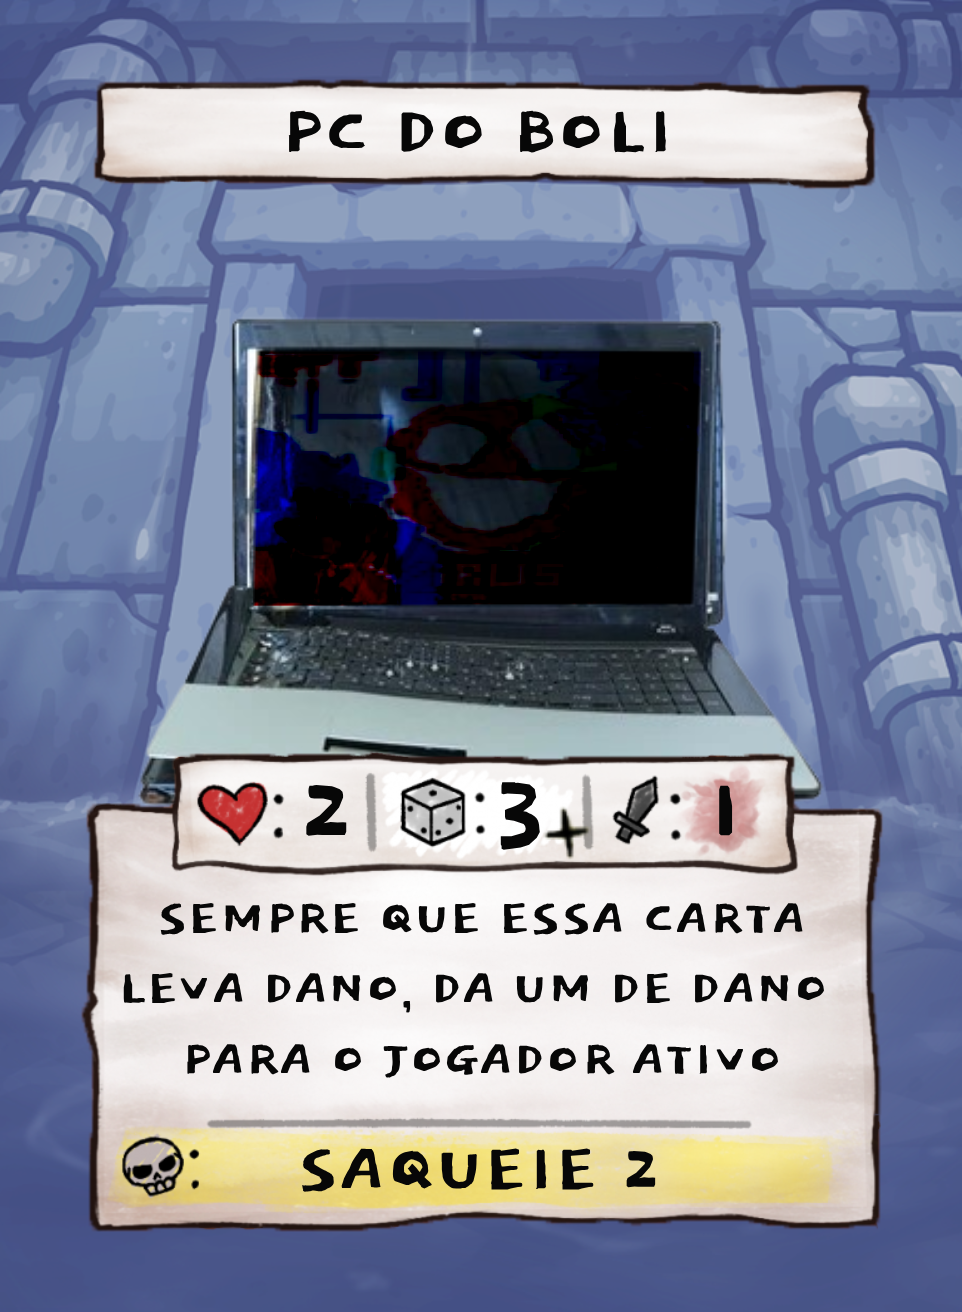 PC DO BOLI
: 2 : 3+ : 1
SEMPRE QUE ESSA CARTA
LEVA DANO, DA UM DE DANO
PARA O JOGADOR ATIVO
: SAQUEIE 2